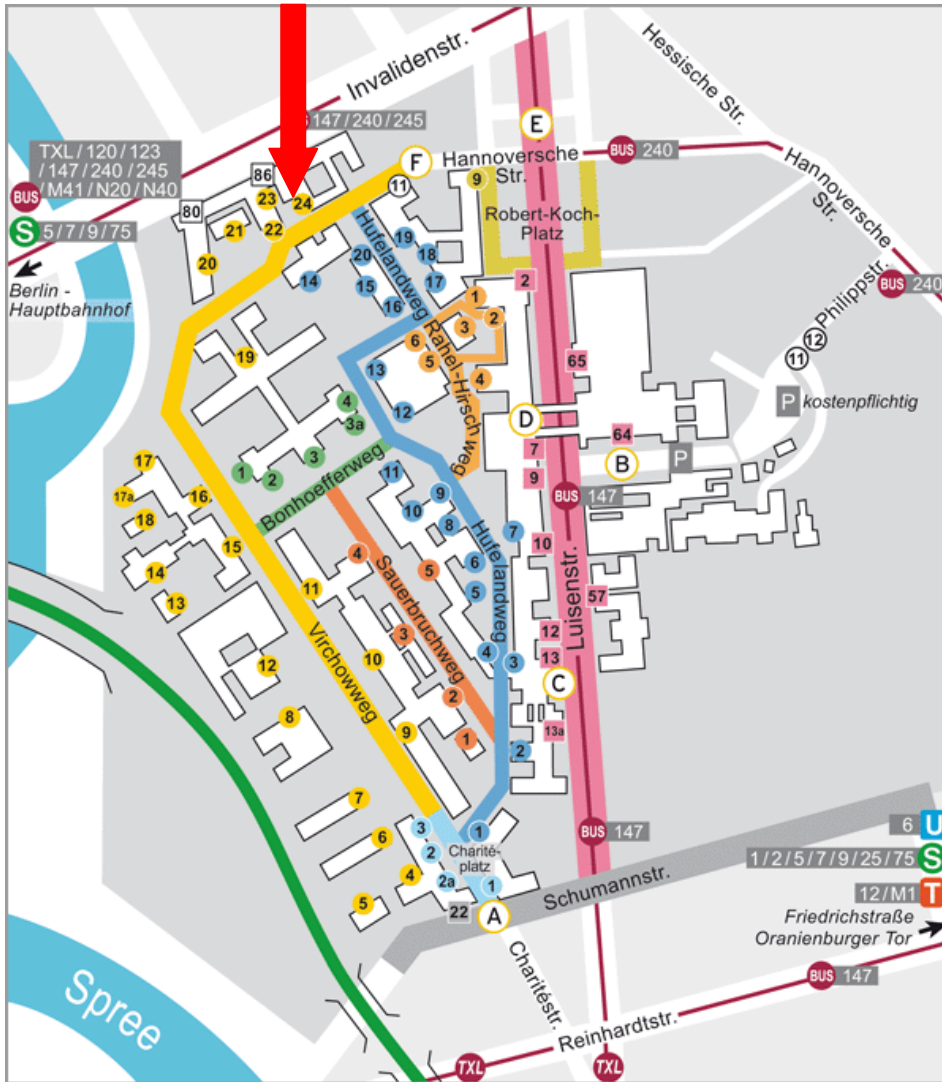 Invalidenstr.
147/240/245
Hessische Str.
TXL/120/123
/147/240/245
/M41/N20/N40
BUS
S 5/7/9/75
Berlin -
Hauptbahnhof
86
80
23
24
22
21
20
F
E
Hannoversche
Str.
BUS 240
Hannoversche
Str.
11
9
Robert-Koch-
Platz
Philippstr.
BUS 240
Hufelandweg
19
18
17
20
15
16
14
2
1
2
3
6
5
4
Rahel-Hirsch weg
13
12
19
65
12
11
P kostenpflichtig
4
3a
3
2
1
Bonhoefferweg
D
64
B
P
7
9
BUS 147
17
17a
18
16
15
14
13
11
10
9
8
7
6
5
Hufelandweg
4
3
2
1
Sauerbruchweg
4
5
3
2
1
10
57
12
13
C
13a
Luisenstr.
Virchowweg
11
10
9
12
8
7
6
4
5
BUS 147
3
2
2a
1
Charité-
platz
22
A
Schumannstr.
6 U
1/2/5/7/9/25/75 S
12/M1 T
Friedrichstraße
Oranienburger Tor
Charitéstr.
BUS 147
Reinhardtstr.
Spree
TXL
TXL